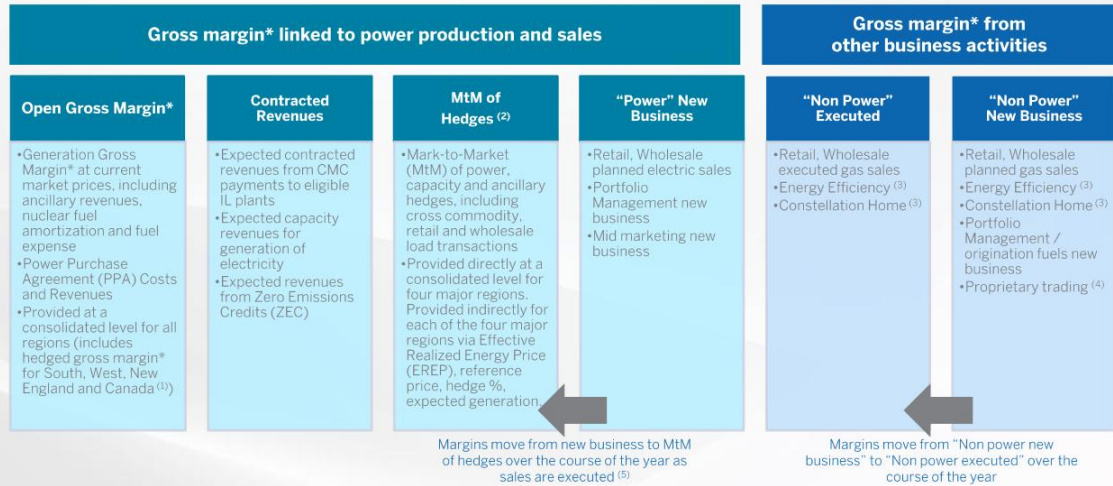 Gross margin* linked to power production and sales
Gross margin* from
other business activities
Open Gross Margin*
•Generation Gross
Margin* at current
market prices, including
ancillary revenues,
nuclear fuel
amortization and fuel
expense
•Power Purchase
Agreement (PPA) Costs
and Revenues
•Provided at a
consolidated level for all
regions (includes
hedged gross margin*
for South, West, New
England and Canada (1))
Contracted
Revenues
•Expected contracted
revenues from CMC
payments to eligible
IL plants
•Expected capacity
revenues for
generation of
electricity
•Expected revenues
from Zero Emissions
Credits (ZEC)
MtM of
Hedges (2)
•Mark-to-Market
(MtM) of power,
capacity and ancillary
hedges, including
cross commodity,
retail and wholesale
load transactions
•Provided directly at a
consolidated level for
four major regions.
Provided indirectly for
each of the four major
regions via Effective
Realized Energy Price
(EREP), reference
price, hedge %,
expected generation.
“Power” New
Business
•Retail, Wholesale
planned electric sales
•Portfolio
Management new
business
•Mid marketing new
business
“Non Power”
Executed
•Retail, Wholesale
executed gas sales
•Energy Efficiency (3)
•Constellation Home (3)
“Non Power”
New Business
•Retail, Wholesale
planned gas sales
•Energy Efficiency (3)
•Constellation Home (3)
•Portfolio
Management /
origination fuels new
business
•Proprietary trading (4)
Margins move from new business to MtM
of hedges over the course of the year as
sales are executed (5)
Margins move from “Non power new
business” to “Non power executed” over the
course of the year